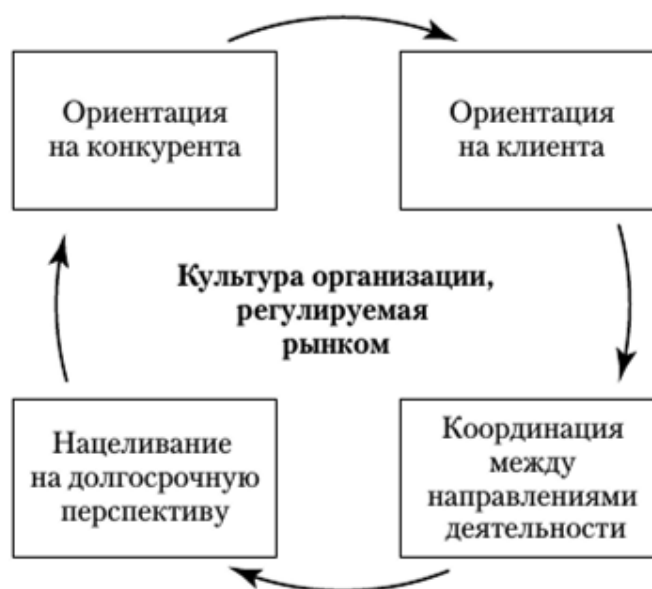 Ориентация
на конкурента
Ориентация
на клиента
Культура организации,
регулируемая
рынком
Нацеливание
на долгосрочную
перспективу
Координация
между
направлениями
деятельности